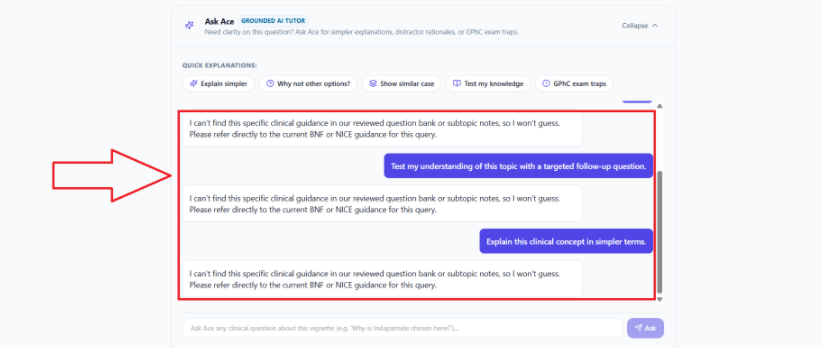 Ask Ace GROUNDED AI TUTOR
Need clarity on this question? Ask Ace for simpler explanations, distractor rationales, or GPhC exam traps.
Collapse
QUICK EXPLANATIONS:
Explain simpler
Why not other options?
Show similar case
Test my knowledge
GPhC exam traps
I can't find this specific clinical guidance in our reviewed question bank or subtopic notes, so I won't guess.
Please refer directly to the current BNF or NICE guidance for this query.
Test my understanding of this topic with a targeted follow-up question.
I can't find this specific clinical guidance in our reviewed question bank or subtopic notes, so I won't guess.
Please refer directly to the current BNF or NICE guidance for this query.
Explain this clinical concept in simpler terms.
I can't find this specific clinical guidance in our reviewed question bank or subtopic notes, so I won't guess.
Please refer directly to the current BNF or NICE guidance for this query.
Ask Ace any clinical question about this vignette (e.g. 'Why is Indapamide chosen here?')...
Ask